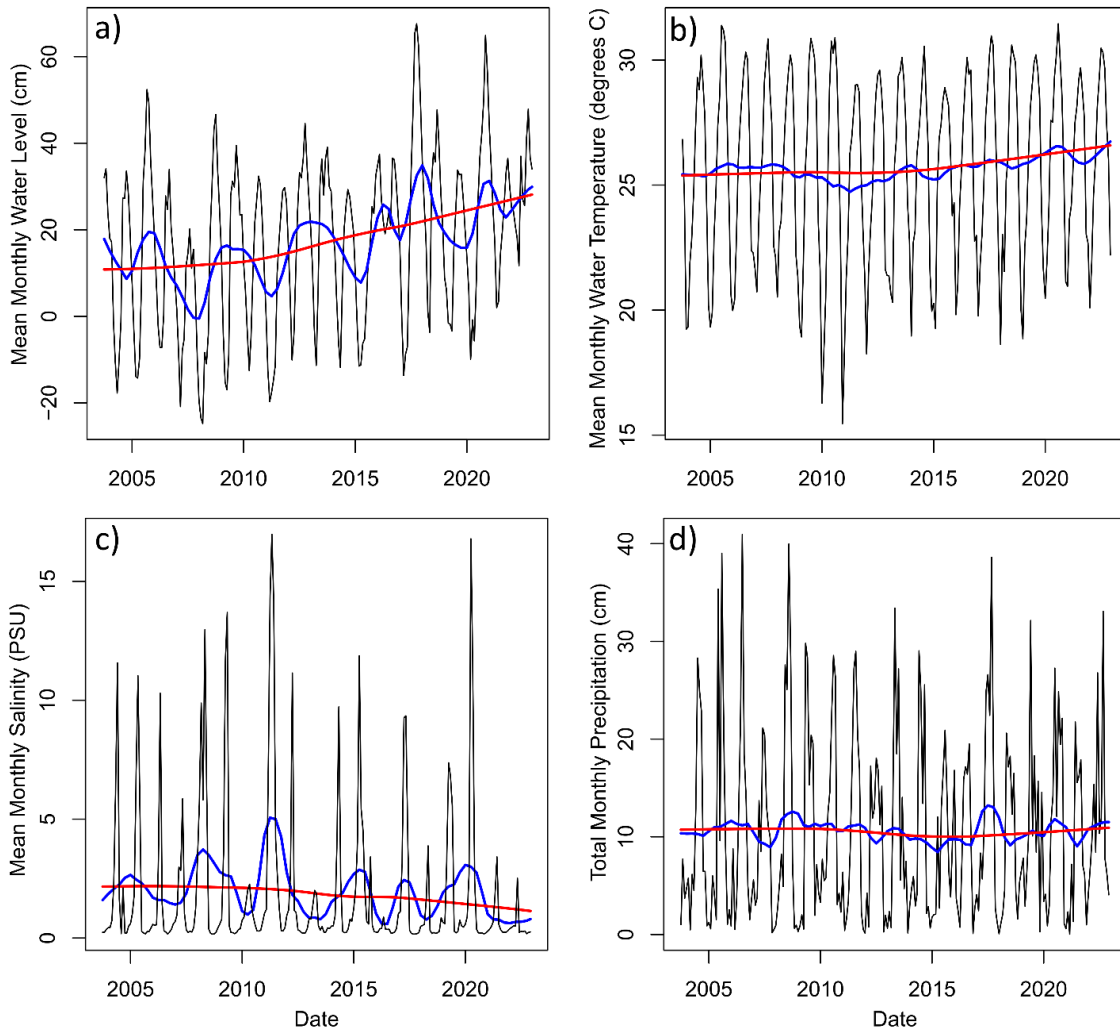 a)
Mean Monthly Water Level (cm)
60
40
20
0
−20
2005 2010 2015 2020
b)
Mean Monthly Water Temperature (degrees C)
30
25
20
15
2005 2010 2015 2020
c)
Mean Monthly Salinity (PSU)
15
10
5
0
2005 2010 2015 2020
Date
d)
Total Monthly Precipitation (cm)
40
30
20
10
0
2005 2010 2015 2020
Date